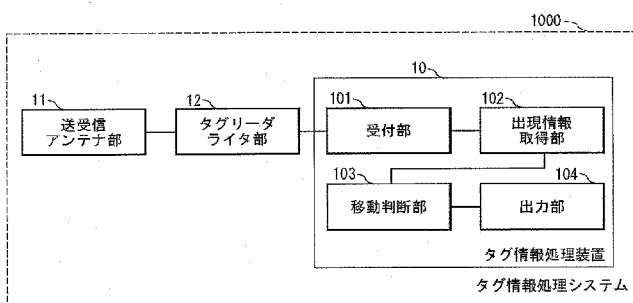 1000
10
11
送受信
アンテナ部
12
タグリーダ
ライタ部
101
受付部
102
出現情報
取得部
103
移動判断部
104
出力部
タグ情報処理装置
タグ情報処理システム